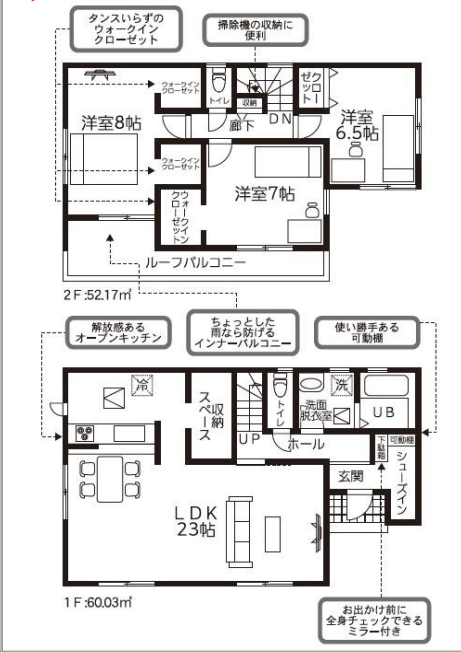 タンスいらずの
ウォークイン
クローゼット
掃除機の収納に
便利
ウォークイン
クローゼット
トイレ
収納
クロー
ゼット
DN
洋室8帖
廊下
洋室
6.5帖
ウォークイン
クローゼット
洋室7帖
ウォークイン
クローゼット
ルーフバルコニー
2F:52.17㎡
解放感ある
オープンキッチン
ちょっとした
雨なら防げる
インナーバルコニー
使い勝手ある
可動棚
冷
収納
スペース
トイレ
洗
洗面
脱衣室
UB
UP
ホール
下駄箱
可動棚
シューズイン
玄関
LDK
23帖
1F:60.03㎡
お出かけ前に
全身チェックできる
ミラー付き